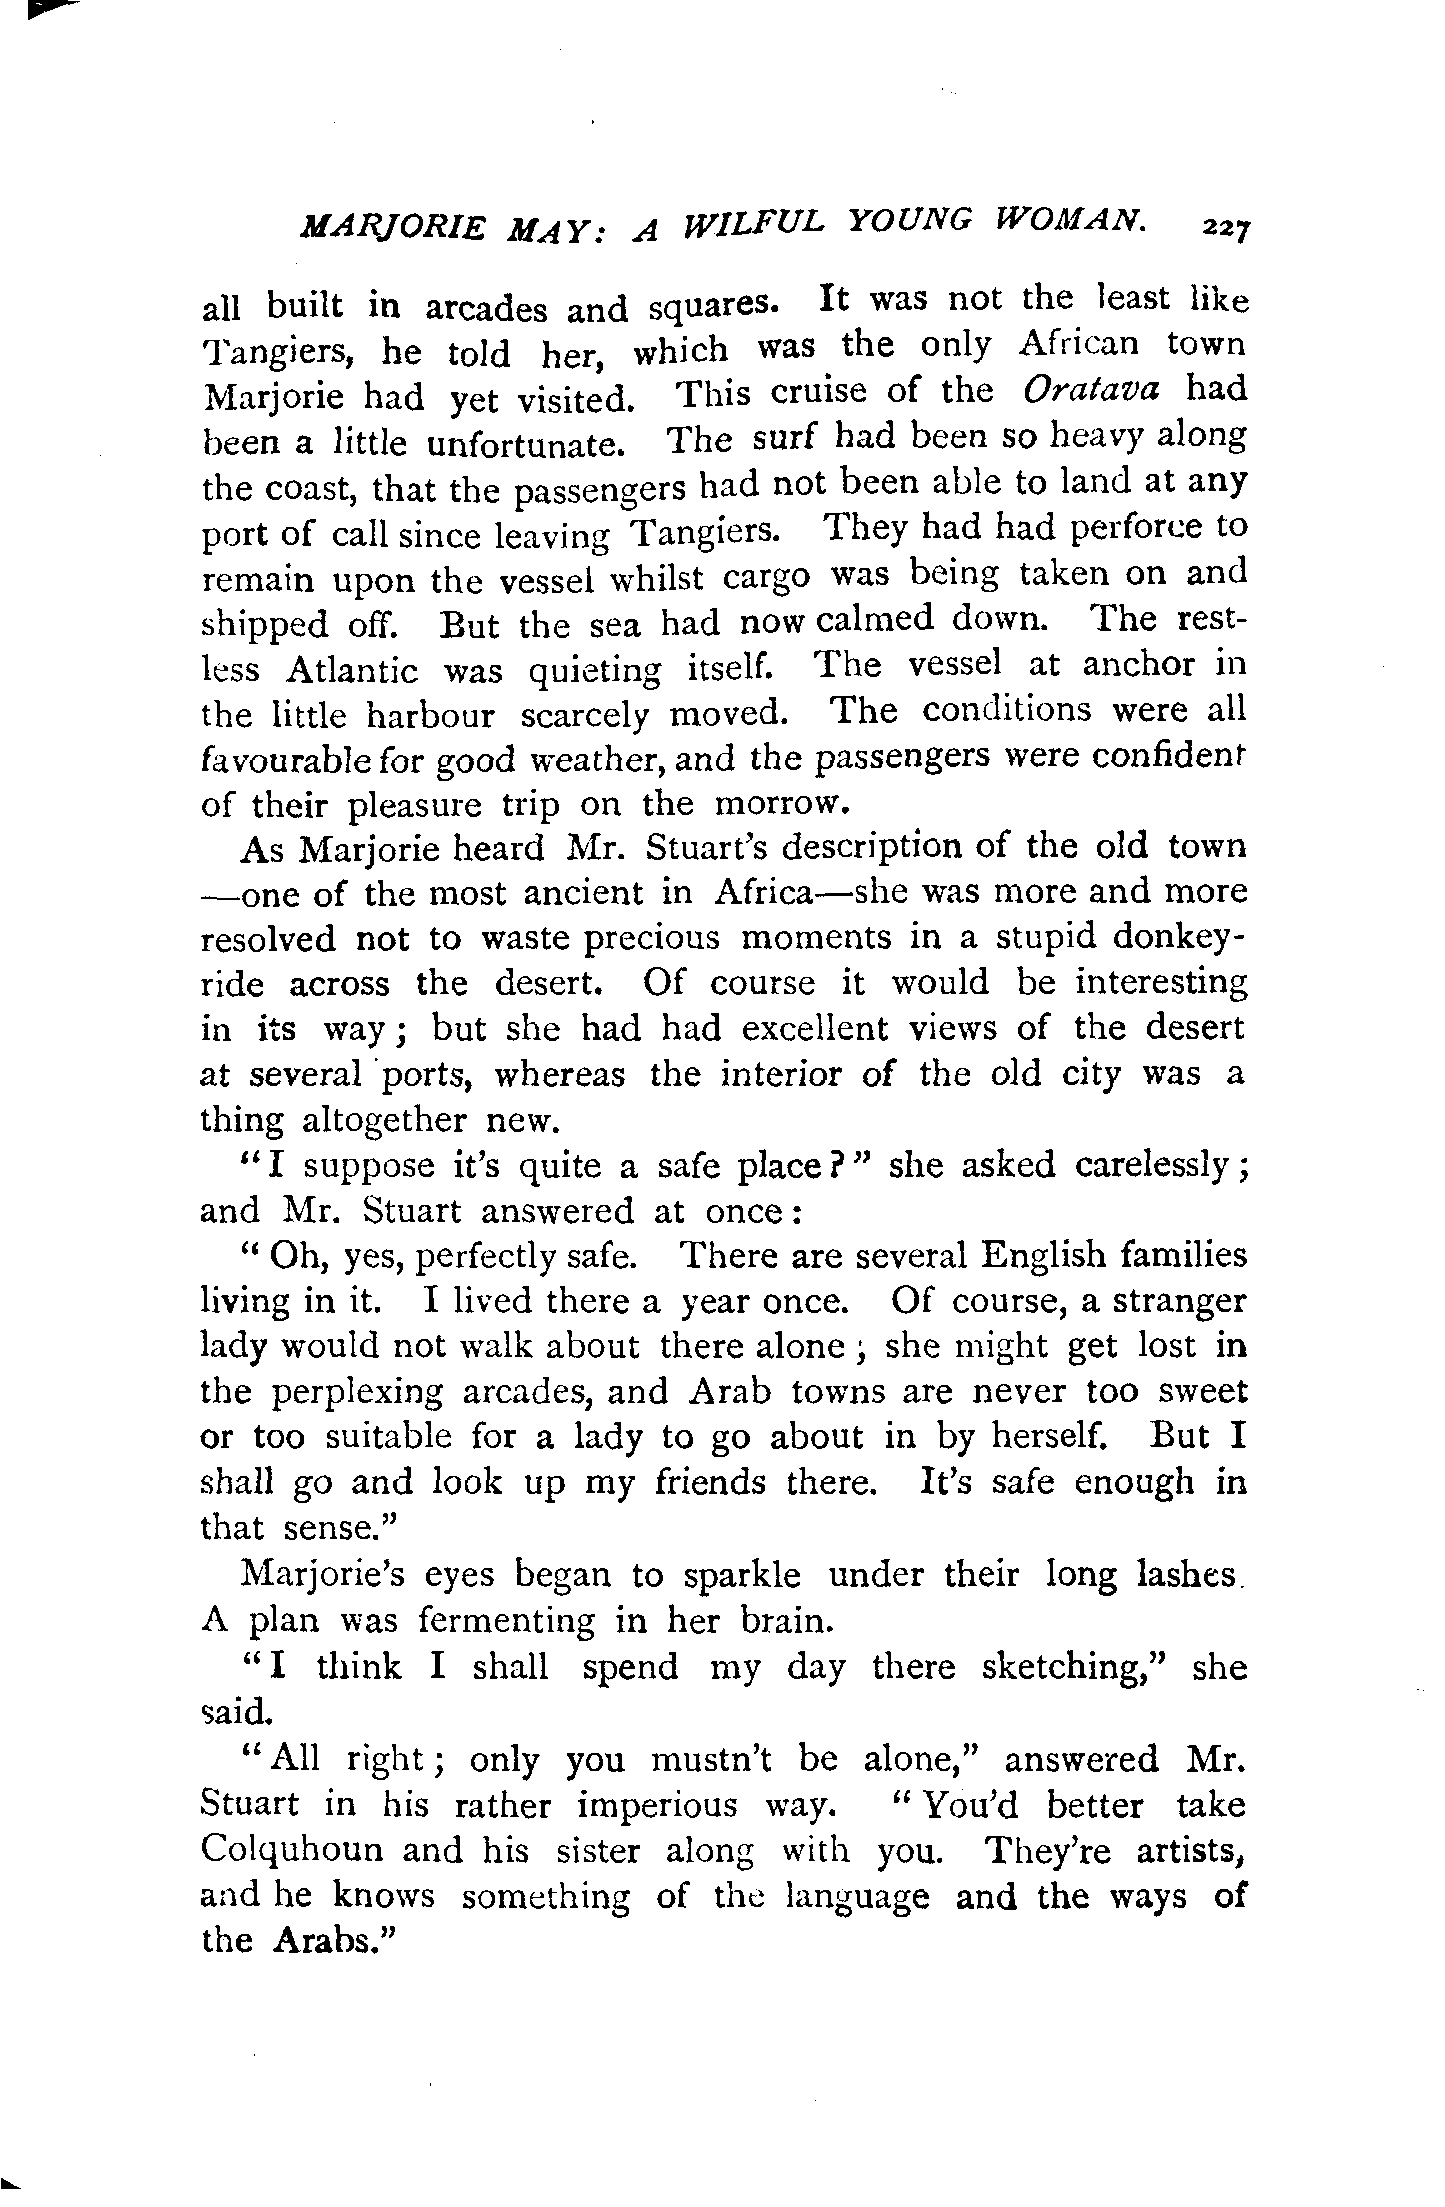 MARJORIE MAY: A WILFUL YOUNG WOMAN. 227
all built in arcades and squares. It was not the least like
Tangiers, he told her, which was the only African town
Marjorie had yet visited. This cruise of the Oratava had
been a little unfortunate. The surf had been so heavy along
the coast, that the passengers had not been able to land at any
port of call since leaving Tangiers. They had had perforce to
remain upon the vessel whilst cargo was being taken on and
shipped off. But the sea had now calmed down. The rest-
less Atlantic was quieting itself. The vessel at anchor in
the little harbour scarcely moved. The conditions were all
favourable for good weather, and the passengers were confident
of their pleasure trip on the morrow.
As Marjorie heard Mr. Stuart's description of the old town
—one of the most ancient in Africa—she was more and more
resolved not to waste precious moments in a stupid donkey-
ride across the desert. Of course it would be interesting
in its way; but she had had excellent views of the desert
at several ports, whereas the interior of the old city was a
thing altogether new.
"I suppose it's quite a safe place?" she asked carelessly;
and Mr. Stuart answered at once:
"Oh, yes, perfectly safe. There are several English families
living in it. I lived there a year once. Of course, a stranger
lady would not walk about there alone; she might get lost in
the perplexing arcades, and Arab towns are never too sweet
or too suitable for a lady to go about in by herself. But I
shall go and look up my friends there. It's safe enough in
that sense."
Marjorie's eyes began to sparkle under their long lashes.
A plan was fermenting in her brain.
"I think I shall spend my day there sketching," she
said.
"All right; only you mustn't be alone," answered Mr.
Stuart in his rather imperious way. "You'd better take
Colquhoun and his sister along with you. They're artists,
and he knows something of the language and the ways of
the Arabs."